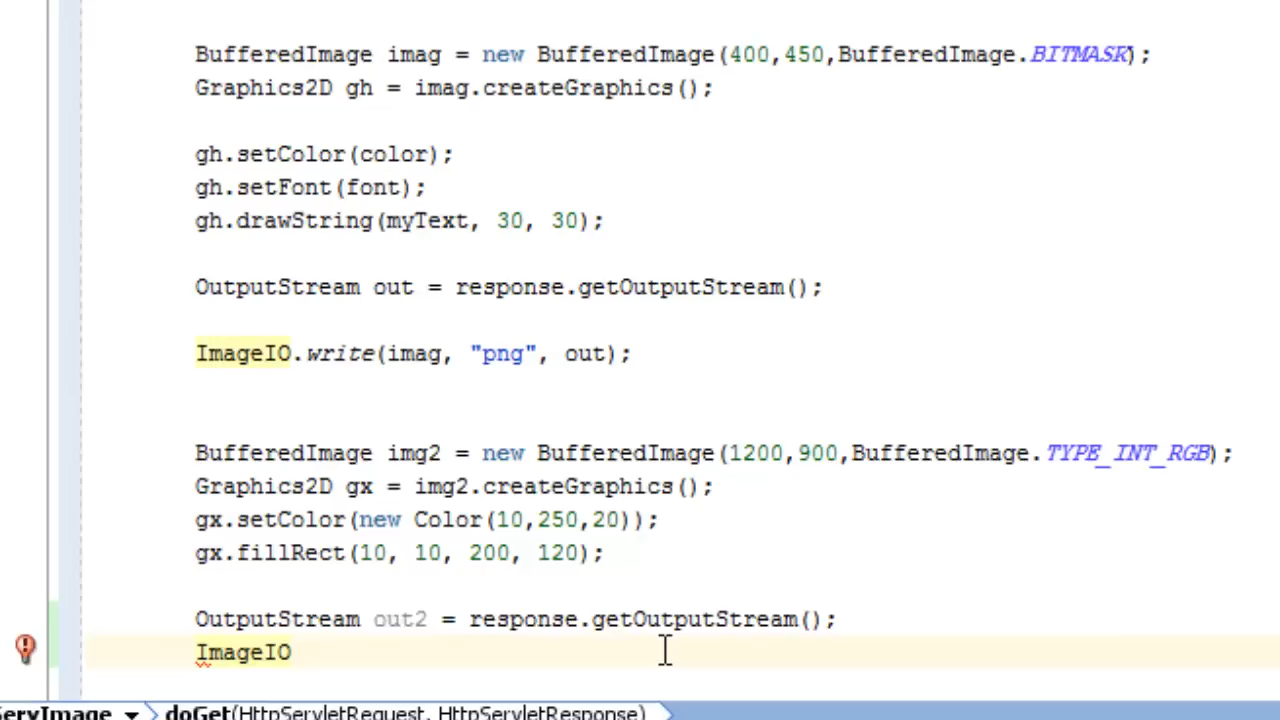 BufferedImage imag = new BufferedImage(400,450,BufferedImage.BITMASK);
Graphics2D gh = imag.createGraphics();
gh.setColor(color);
gh.setFont(font);
gh.drawString(myText, 30, 30);
OutputStream out = response.getOutputStream();
ImageIO.write(imag, "png", out);
BufferedImage img2 = new BufferedImage(1200,900,BufferedImage.TYPE_INT_RGB);
Graphics2D gx = img2.createGraphics();
gx.setColor(new Color(10,250,20));
gx.fillRect(10, 10, 200, 120);
OutputStream out2 = response.getOutputStream();
ImageIO
ServImage doGet(HttpServletRequest, HttpServletResponse)